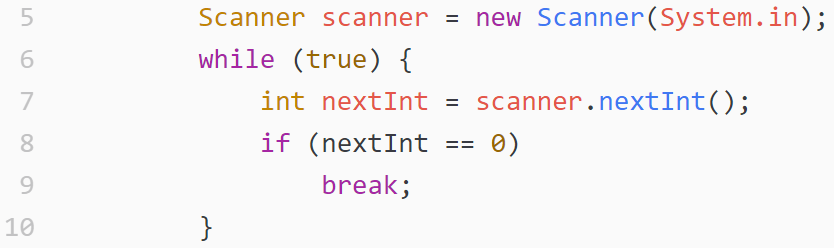 5 Scanner scanner = new Scanner(System.in);
6 while (true) {
7 int nextInt = scanner.nextInt();
8 if (nextInt == 0)
9 break;
10 }